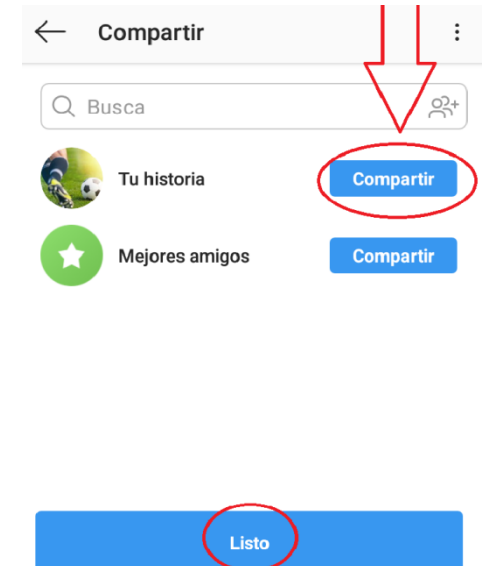 Compartir
Busca
Tu historia Compartir
Mejores amigos Compartir
Listo